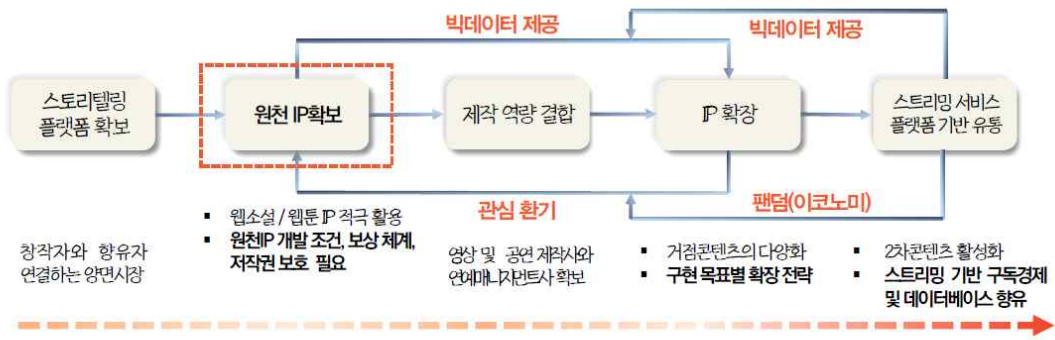 빅데이터 제공
빅데이터 제공
스토리텔링
플랫폼 확보
원천 IP확보
제작 역량 결합
IP 확장
스트리밍 서비스
플랫폼 기반 유통
관심 환기
팬덤(이코노미)
창작자와 향유자
연결하는 양면시장
▪ 웹소설 / 웹툰 IP 적극 활용
▪ 원천IP 개발 조건, 보상 체계,
저작권 보호 필요
영상 및 공연 제작사와
연예매니지먼트사 확보
▪ 거점콘텐츠의 다양화
▪ 구현 목표별 확장 전략
▪ 2차콘텐츠 활성화
▪ 스트리밍 기반 구독경제
및 데이터베이스 향유